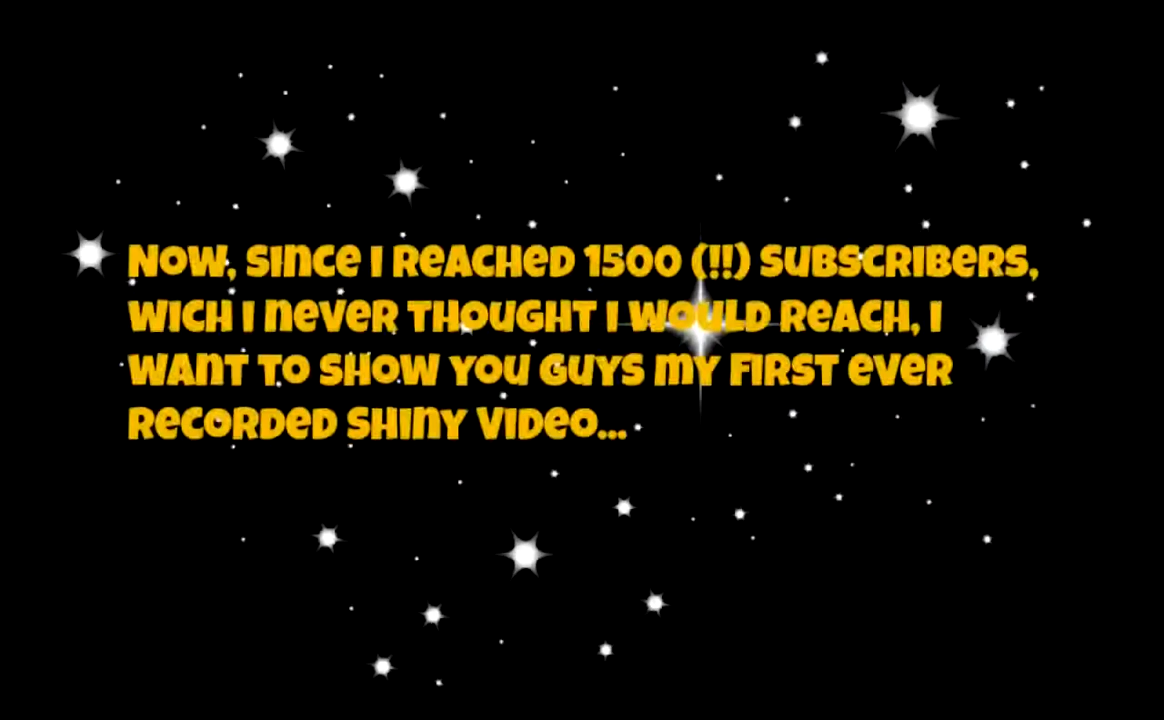 Now, since I reached 1500 (!!) subscribers,
wich I never thought I would reach, I
want to show you guys my first ever
recorded shiny video...